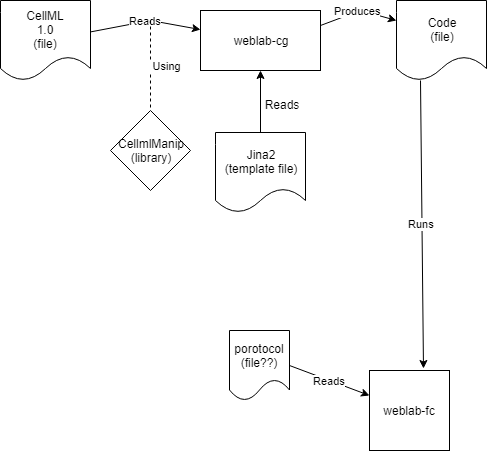 CellML
1.0
(file)
Reads
Using
CellmlManip
(library)
weblab-cg
Reads
Jina2
(template file)
Produces
Code
(file)
Runs
porotocol
(file??)
Reads
weblab-fc